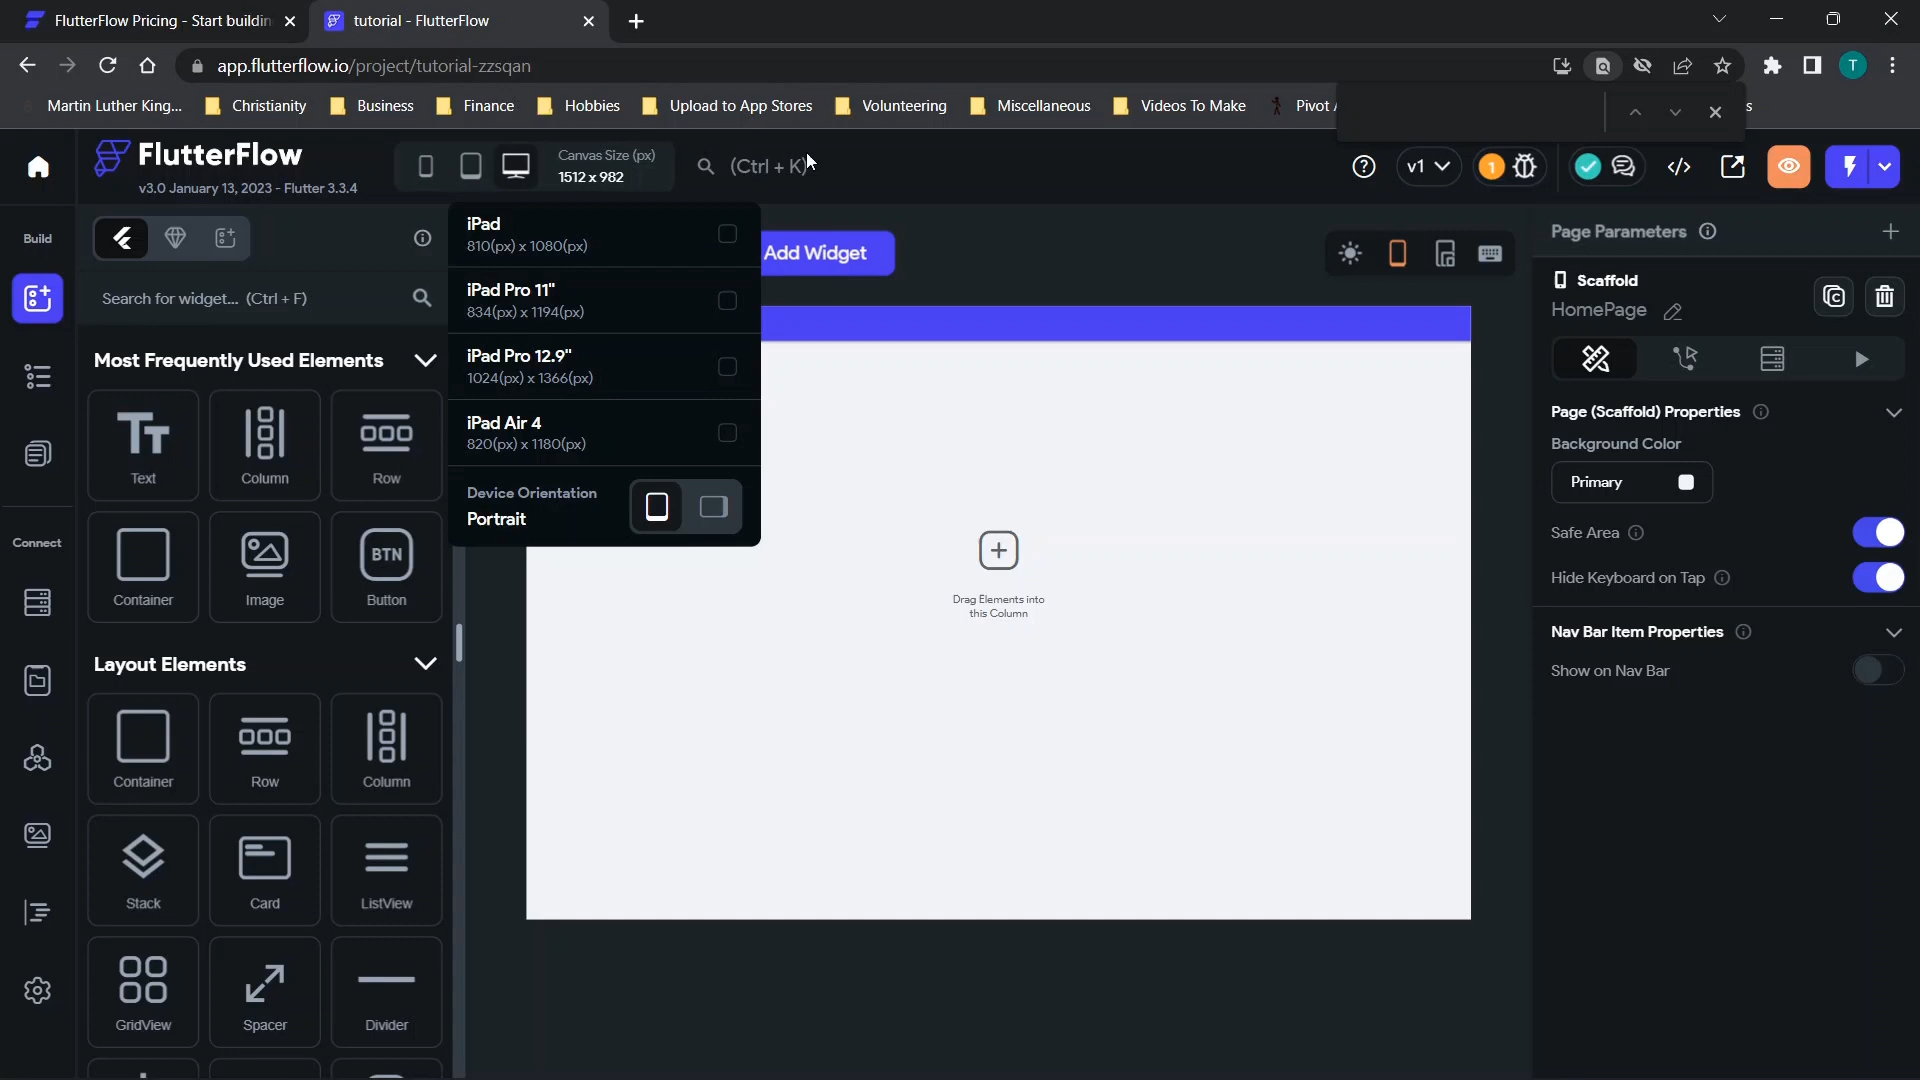 FlutterFlow Pricing - Start buildin
tutorial - FlutterFlow
app.flutterflow.io/project/tutorial-zzsqan
T
Martin Luther King...
Christianity
Business
Finance
Hobbies
Upload to App Stores
Volunteering
Miscellaneous
Videos To Make
Pivot
s
FlutterFlow
v3.0 January 13, 2023 - Flutter 3.3.4
Canvas Size (px)
1512 x 982
(Ctrl + K)
v1
1
Build
Search for widget... (Ctrl + F)
Most Frequently Used Elements
Text
Column
Row
Container
Image
BTN
Button
Layout Elements
Container
Row
Column
Stack
Card
ListView
GridView
Spacer
Divider
Connect
iPad
810(px) x 1080(px)
iPad Pro 11"
834(px) x 1194(px)
iPad Pro 12.9"
1024(px) x 1366(px)
iPad Air 4
820(px) x 1180(px)
Device Orientation
Portrait
Add Widget
Drag Elements into
this Column
Page Parameters
Scaffold
HomePage
Page (Scaffold) Properties
Background Color
Primary
Safe Area
Hide Keyboard on Tap
Nav Bar Item Properties
Show on Nav Bar